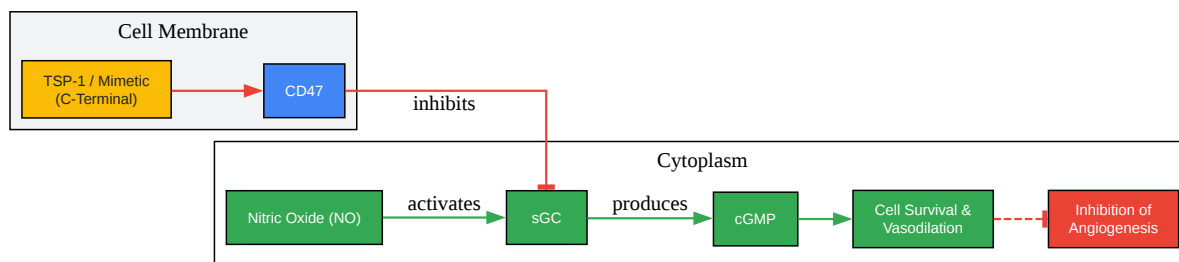 Cell Membrane
TSP-1 / Mimetic
(C-Terminal)
CD47
inhibits
Cytoplasm
Nitric Oxide (NO)
activates
sGC
produces
cGMP
Cell Survival &
Vasodilation
Inhibition of
Angiogenesis